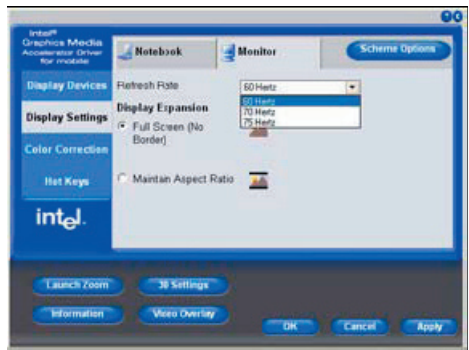 intel®
Graphics Media
Accelerator Driver
for mobile
Notebook
Monitor
Scheme Options
Display Devices
Display Settings
Color Correction
Hot Keys
intel.
Refresh Rate
60 Hertz
60 Hertz
70 Hertz
75 Hertz
Display Expansion
Full Screen (No
Border)
Maintain Aspect Ratio
Launch Zoom
3D Settings
Information
Video Overlay
OK
Cancel
Apply